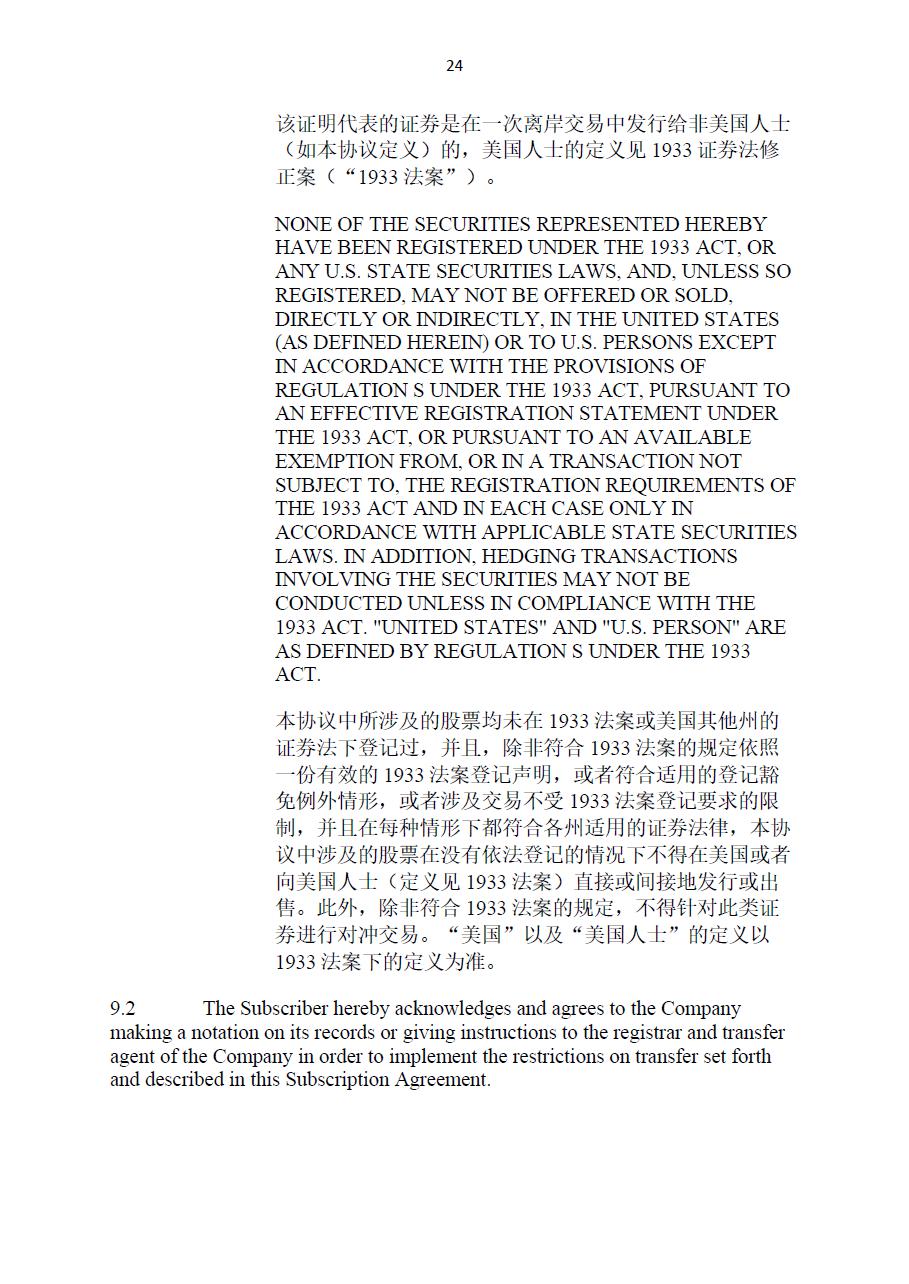 24
该证明代表的证券是在一次离岸交易中发行给非美国人士
（如本协议定义）的，美国人士的定义见 1933 证券法修
正案（“1933 法案”）。
NONE OF THE SECURITIES REPRESENTED HEREBY
HAVE BEEN REGISTERED UNDER THE 1933 ACT, OR
ANY U.S. STATE SECURITIES LAWS, AND, UNLESS SO
REGISTERED, MAY NOT BE OFFERED OR SOLD,
DIRECTLY OR INDIRECTLY, IN THE UNITED STATES
(AS DEFINED HEREIN) OR TO U.S. PERSONS EXCEPT
IN ACCORDANCE WITH THE PROVISIONS OF
REGULATION S UNDER THE 1933 ACT, PURSUANT TO
AN EFFECTIVE REGISTRATION STATEMENT UNDER
THE 1933 ACT, OR PURSUANT TO AN AVAILABLE
EXEMPTION FROM, OR IN A TRANSACTION NOT
SUBJECT TO, THE REGISTRATION REQUIREMENTS OF
THE 1933 ACT AND IN EACH CASE ONLY IN
ACCORDANCE WITH APPLICABLE STATE SECURITIES
LAWS. IN ADDITION, HEDGING TRANSACTIONS
INVOLVING THE SECURITIES MAY NOT BE
CONDUCTED UNLESS IN COMPLIANCE WITH THE
1933 ACT. "UNITED STATES" AND "U.S. PERSON" ARE
AS DEFINED BY REGULATION S UNDER THE 1933
ACT.
本协议中所涉及的股票均未在 1933 法案或美国其他州的
证券法下登记过，并且，除非符合 1933 法案的规定依照
一份有效的 1933 法案登记声明，或者符合适用的登记豁
免例外情形，或者涉及交易不受 1933 法案登记要求的限
制，并且在每种情形下都符合各州适用的证券法律，本协
议中涉及的股票在没有依法登记的情况下不得在美国或者
向美国人士（定义见 1933 法案）直接或间接地发行或出
售。此外，除非符合 1933 法案的规定，不得针对此类证
券进行对冲交易。“美国”以及“美国人士”的定义以
1933 法案下的定义为准。
9.2 The Subscriber hereby acknowledges and agrees to the Company
making a notation on its records or giving instructions to the registrar and transfer
agent of the Company in order to implement the restrictions on transfer set forth
and described in this Subscription Agreement.